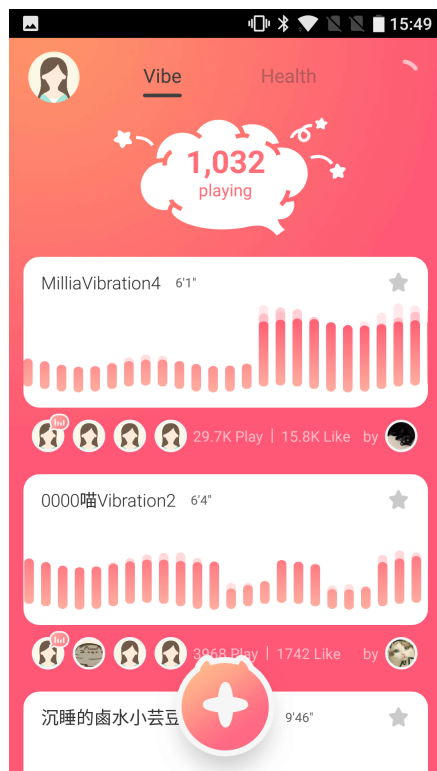 15:49
Vibe Health
1,032
playing
MilliaVibration4 6'1"
29.7K Play | 15.8K Like by
0000喵Vibration2 6'4"
3968 Play | 1742 Like by
沉睡的鹵水小芸豆 9'46"